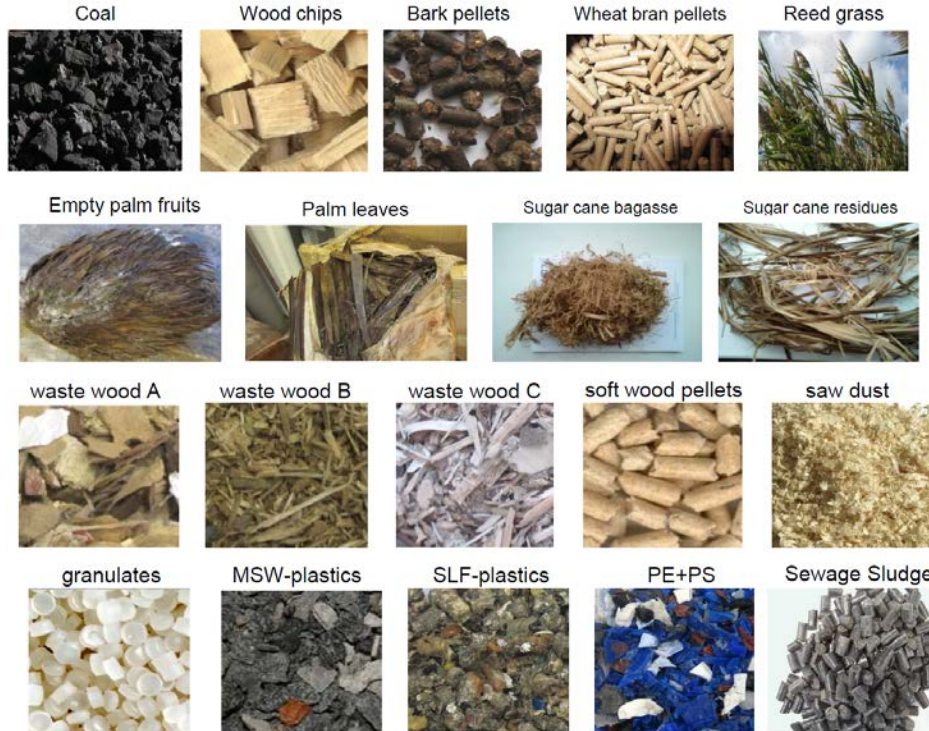 Coal
Wood chips
Bark pellets
Wheat bran pellets
Reed grass
Empty palm fruits
Palm leaves
Sugar cane bagasse
Sugar cane residues
waste wood A
waste wood B
waste wood C
soft wood pellets
saw dust
granulates
MSW-plastics
SLF-plastics
PE+PS
Sewage Sludge